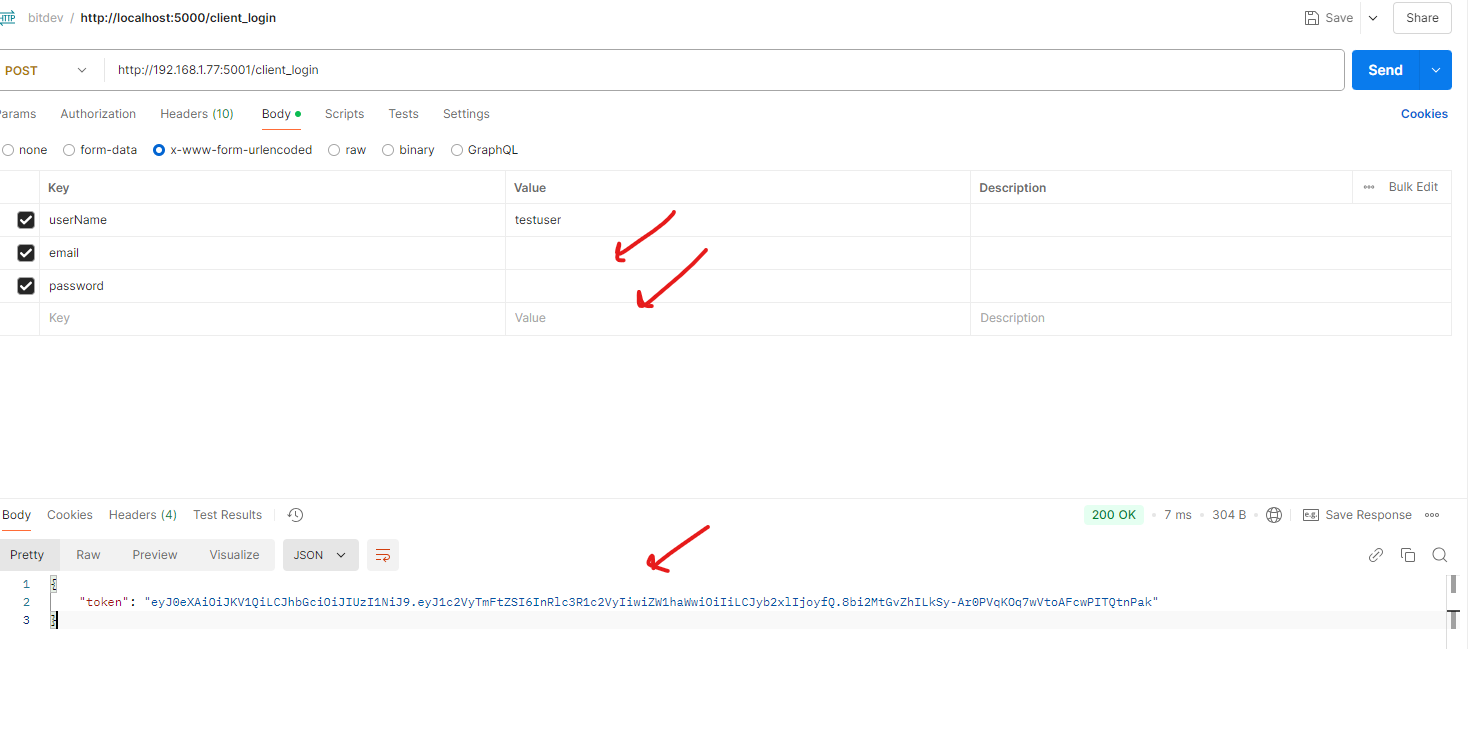 HTTP bitdev / http://localhost:5000/client_login Save Share
POST http://192.168.1.77:5001/client_login Send
Params Authorization Headers (10) Body Scripts Tests Settings Cookies
none form-data x-www-form-urlencoded raw binary GraphQL
Key Value Description Bulk Edit
userName testuser
email
password
Key Value Description
Body Cookies Headers (4) Test Results 200 OK 7 ms 304 B e.g. Save Response
Pretty Raw Preview Visualize JSON
1 {
2 "token": "eyJ0eXAiOiJKV1QiLCJhbGciOiJIUzI1NiJ9.eyJ1c2VyTmFtZSI6InRlc3R1c2VyIiwiZW1haWwiOiIiLCJyb2xlIjoyfQ.8bi2MtGvZhILkSy-Ar0PVqKOq7wVtoAFcwPITQtnPak"
3 }